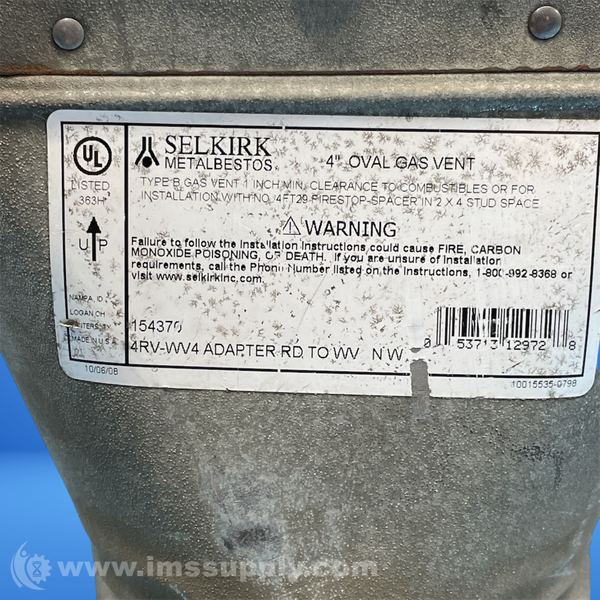 UL
LISTED
363H
UP
SELKIRK
METALBESTOS
4" OVAL GAS VENT
TYPE B GAS VENT 1 INCH MIN. CLEARANCE TO COMBUSTIBLES OR FOR
INSTALLATION WITH NO. 4FT29 FIRESTOP-SPACER IN 2 X 4 STUD SPACE
⚠WARNING
Failure to follow the installation instructions could cause FIRE, CARBON
MONOXIDE POISONING, OR DEATH. If you are unsure of installation
requirements, call the Phone Number listed on the instructions, 1-800-992-8368 or
visit www.selkirkinc.com.
NAMPA, ID
LOGAN, OH
MADE IN U.S.A.
10/06/08
154370
4RV-WV4 ADAPTER RD TO WV
0 53713 12972 8
10015535-0798
www.imssupply.com